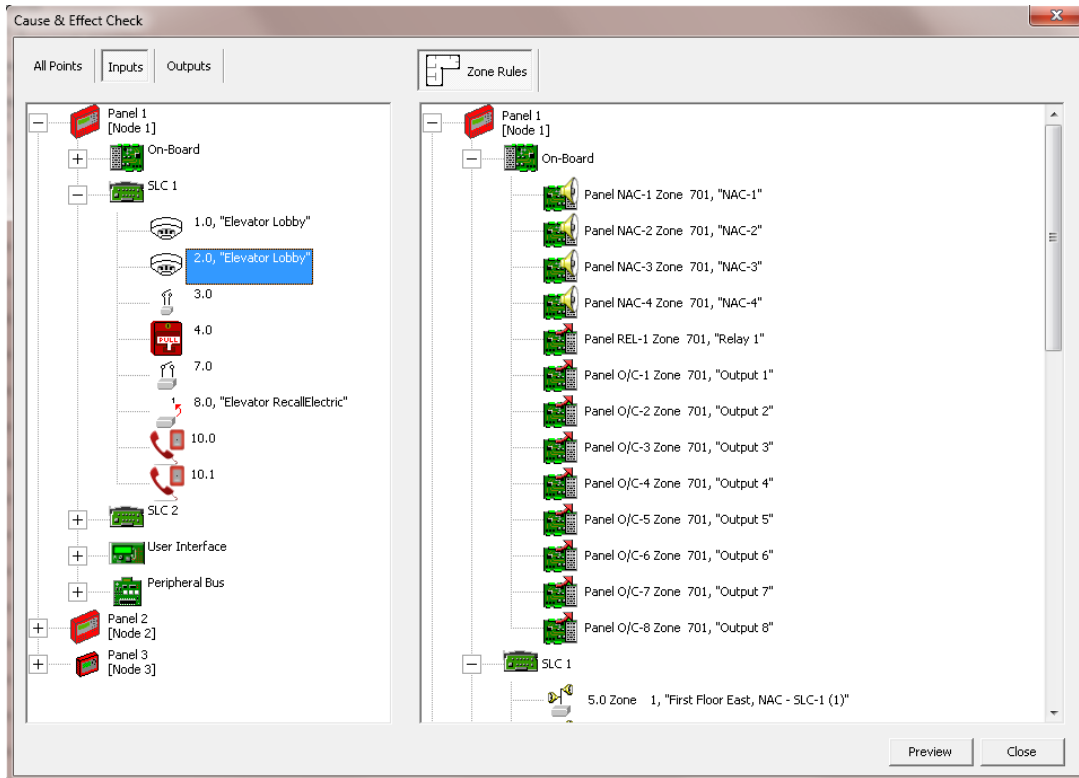 Cause & Effect Check
All Points
Inputs
Outputs
Panel 1
[Node 1]
On-Board
SLC 1
1.0, "Elevator Lobby"
2.0, "Elevator Lobby"
3.0
PULL
4.0
7.0
1
8.0, "Elevator RecallElectric"
10.0
10.1
SLC 2
User Interface
Peripheral Bus
Panel 2
[Node 2]
Panel 3
[Node 3]
Zone Rules
Panel 1
[Node 1]
On-Board
Panel NAC-1 Zone 701, "NAC-1"
Panel NAC-2 Zone 701, "NAC-2"
Panel NAC-3 Zone 701, "NAC-3"
Panel NAC-4 Zone 701, "NAC-4"
Panel REL-1 Zone 701, "Relay 1"
Panel O/C-1 Zone 701, "Output 1"
Panel O/C-2 Zone 701, "Output 2"
Panel O/C-3 Zone 701, "Output 3"
Panel O/C-4 Zone 701, "Output 4"
Panel O/C-5 Zone 701, "Output 5"
Panel O/C-6 Zone 701, "Output 6"
Panel O/C-7 Zone 701, "Output 7"
Panel O/C-8 Zone 701, "Output 8"
SLC 1
5.0 Zone 1, "First Floor East, NAC - SLC-1 (1)"
Preview
Close